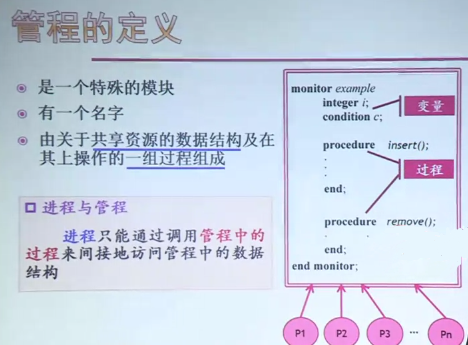 管程的定义
是一个特殊的模块
有一个名字
由关于共享资源的数据结构及在
其上操作的一组过程组成
进程与管程
进程只能通过调用管程中的
过程来间接地访问管程中的数据
结构
monitor example
integer i;
condition c;
变量
procedure insert();
.
.
过程
end;
procedure remove();
. .
end;
end monitor;
P1 P2 P3 ... Pn